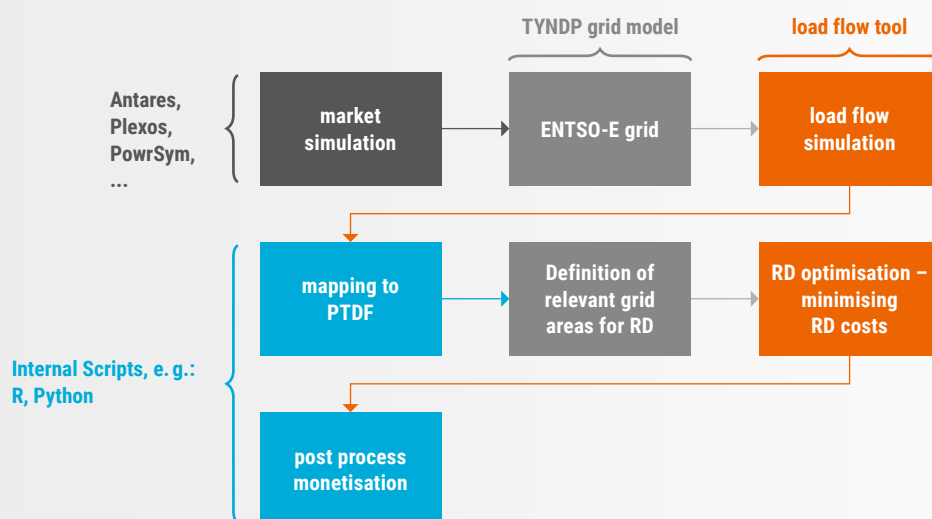 TYNDP grid model
load flow tool
Antares,
Plexos,
PowrSym,
...
market
simulation
ENTSO-E grid
load flow
simulation
mapping to
PTDF
Definition of
relevant grid
areas for RD
RD optimisation –
minimising
RD costs
Internal Scripts, e. g.:
R, Python
post process
monetisation